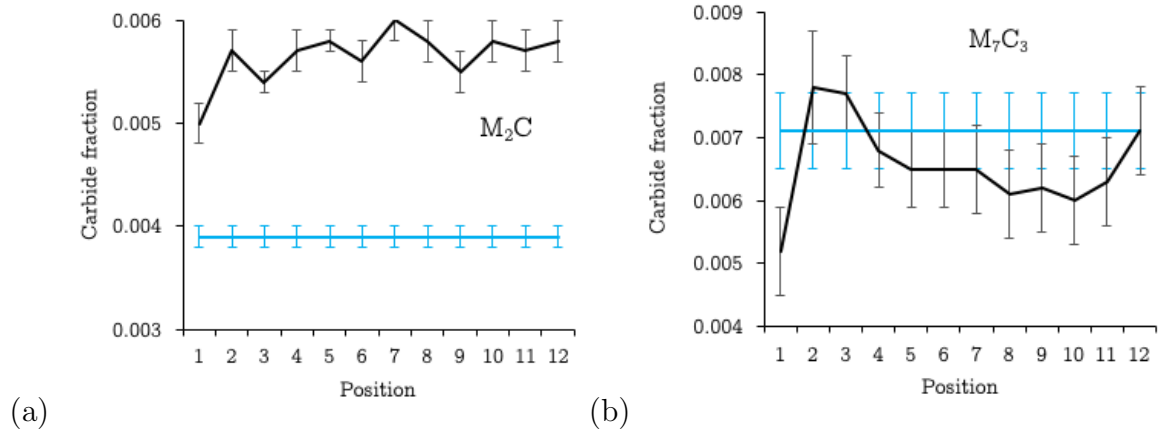 0.006
0.005
0.004
0.003
Carbide fraction
M₂C
1 2 3 4 5 6 7 8 9 10 11 12
Position
(a)
0.009
0.008
0.007
0.006
0.005
0.004
Carbide fraction
M₇C₃
1 2 3 4 5 6 7 8 9 10 11 12
Position
(b)